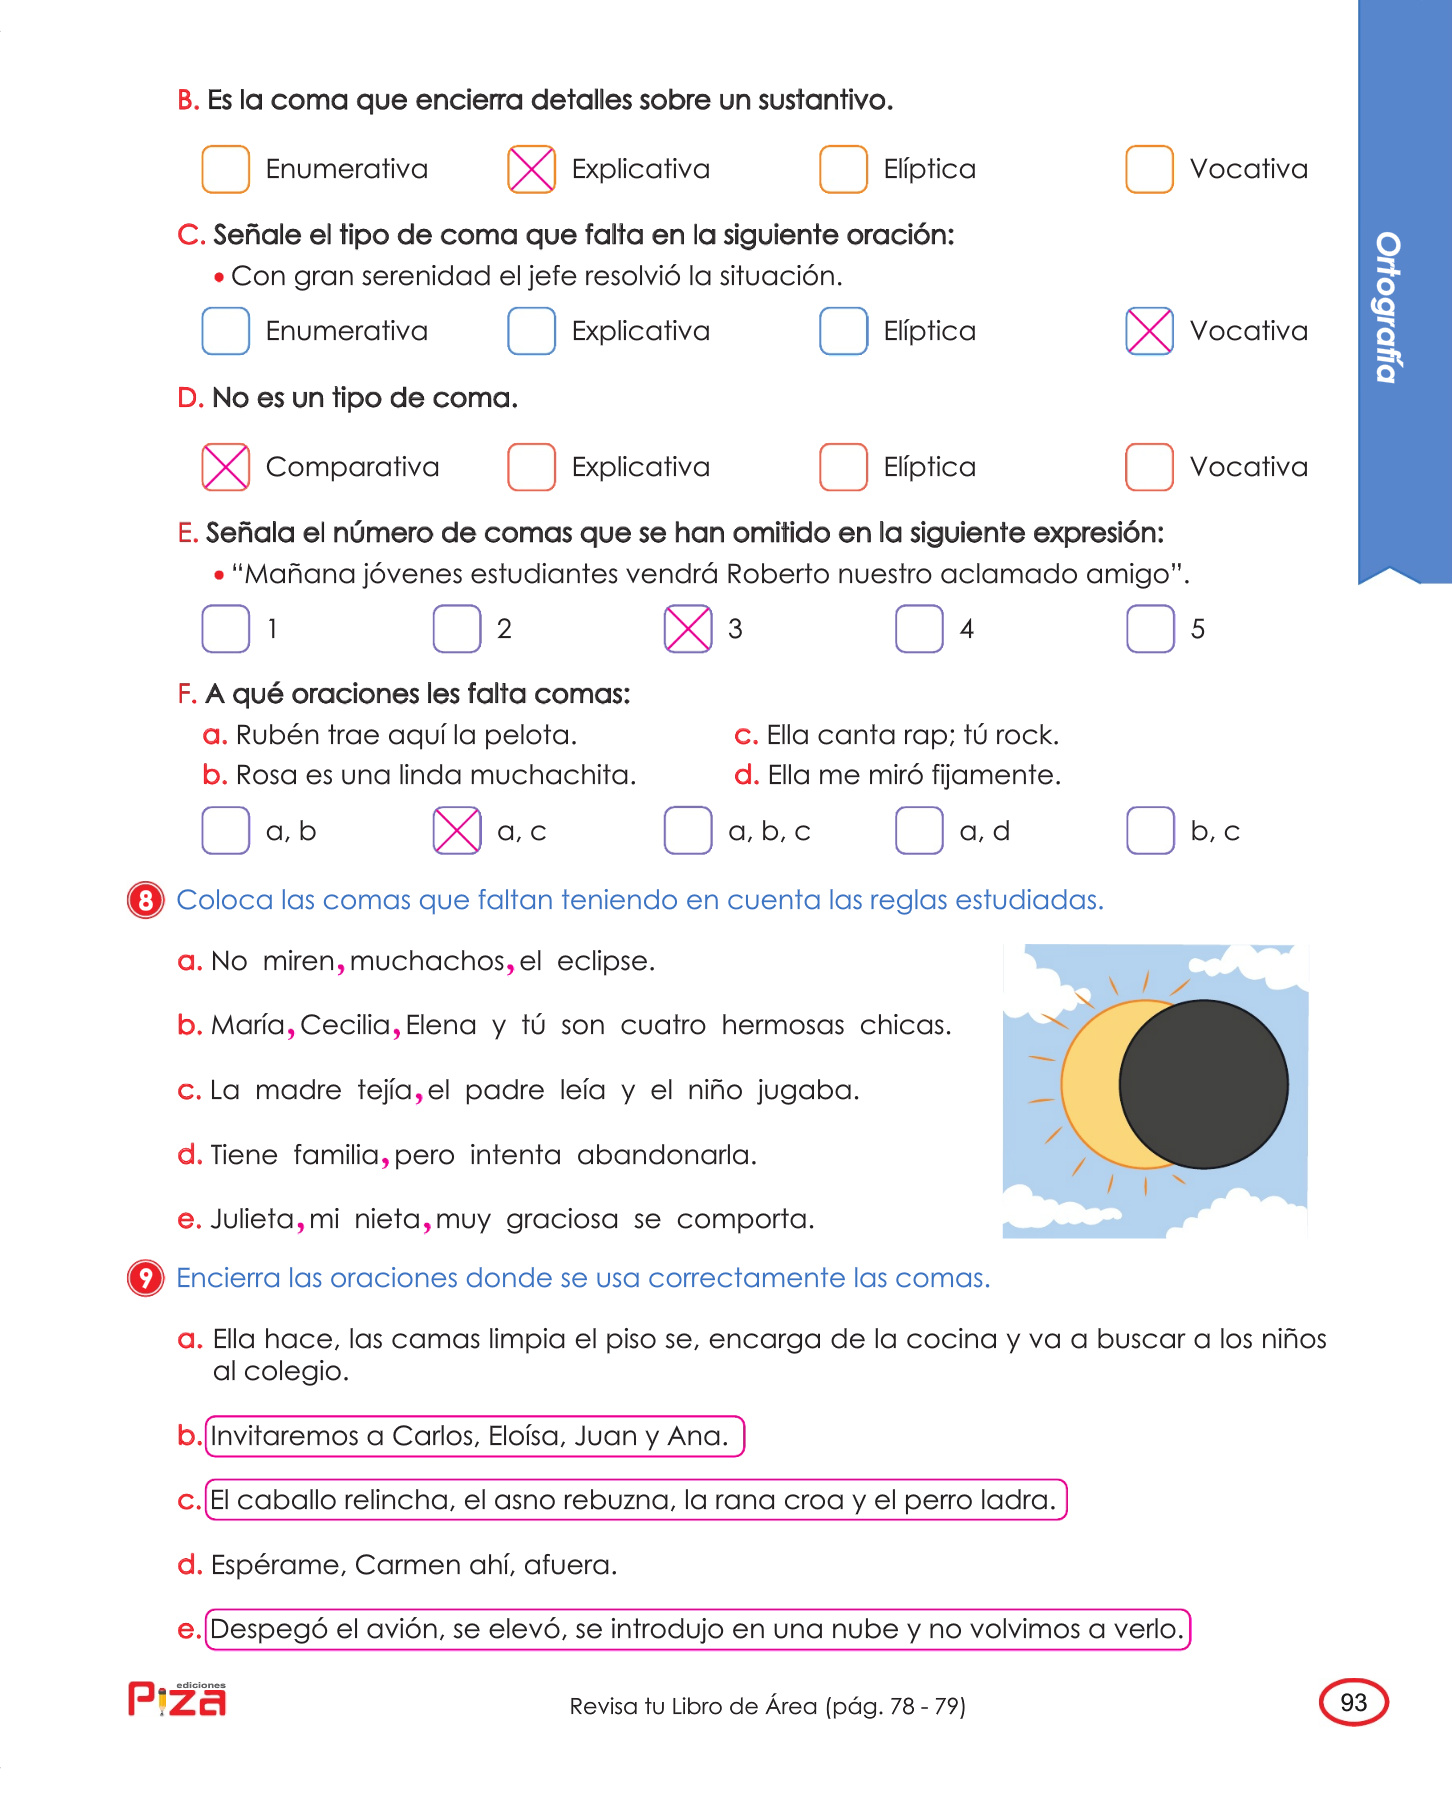 B. Es la coma que encierra detalles sobre un sustantivo.
Enumerativa Explicativa Elíptica Vocativa
C. Señale el tipo de coma que falta en la siguiente oración:
• Con gran serenidad el jefe resolvió la situación.
Enumerativa Explicativa Elíptica Vocativa
D. No es un tipo de coma.
Comparativa Explicativa Elíptica Vocativa
E. Señala el número de comas que se han omitido en la siguiente expresión:
• “Mañana jóvenes estudiantes vendrá Roberto nuestro aclamado amigo”.
1 2 3 4 5
F. A qué oraciones les falta comas:
a. Rubén trae aquí la pelota. c. Ella canta rap; tú rock.
b. Rosa es una linda muchachita. d. Ella me miró fijamente.
a, b a, c a, b, c a, d b, c
8 Coloca las comas que faltan teniendo en cuenta las reglas estudiadas.
a. No miren, muchachos, el eclipse.
b. María, Cecilia, Elena y tú son cuatro hermosas chicas.
c. La madre tejía, el padre leía y el niño jugaba.
d. Tiene familia, pero intenta abandonarla.
e. Julieta, mi nieta, muy graciosa se comporta.
9 Encierra las oraciones donde se usa correctamente las comas.
a. Ella hace, las camas limpia el piso se, encarga de la cocina y va a buscar a los niños
al colegio.
b. Invitaremos a Carlos, Eloísa, Juan y Ana.
c. El caballo relincha, el asno rebuzna, la rana croa y el perro ladra.
d. Espérame, Carmen ahí, afuera.
e. Despegó el avión, se elevó, se introdujo en una nube y no volvimos a verlo.
Ortografía
ediciones
Piza
Revisa tu Libro de Área (pág. 78 - 79)
93